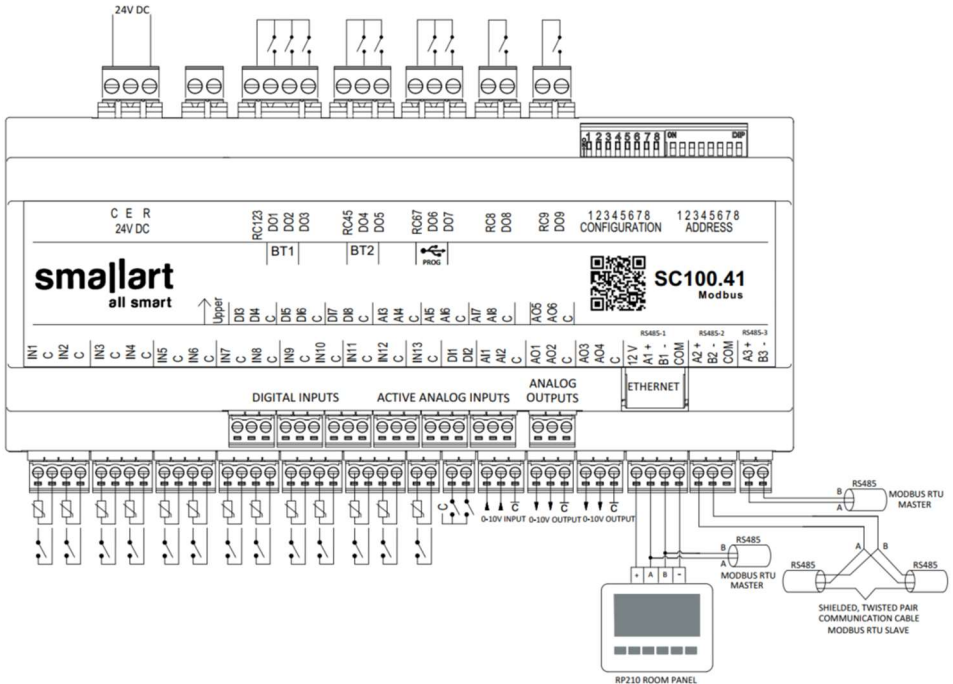 24V DC
1 2 3 4 5 6 7 8 ON DIP
C E R
24V DC
RC123 DO1 DO2 DO3
RC45 DO4 DO5
RC67 DO6 DO7
RC8 DO8
RC9 DO9
1 2 3 4 5 6 7 8
CONFIGURATION
1 2 3 4 5 6 7 8
ADDRESS
BT1
BT2
PROG
smallart
all smart
SC100.41
Modbus
Upper DI3 DI4 C DI5 DI6 C DI7 DI8 C AI3 AI4 C AI5 AI6 C AI7 AI8 C AO5 AO6 C
RS485-1 RS485-2 RS485-3
IN1 C IN2 C IN3 C IN4 C IN5 C IN6 C IN7 C IN8 C IN9 C IN10 C IN11 C IN12 C IN13 C DI1 DI2 AI1 AI2 C AO1 AO2 C AO3 AO4 C 12 V A1 + B1 - COM A2 + B2 - COM A3 + B3 -
DIGITAL INPUTS
ACTIVE ANALOG INPUTS
ANALOG
OUTPUTS
ETHERNET
C
C C C
0-10V INPUT 0-10V OUTPUT 0-10V OUTPUT
B RS485
A
MODBUS RTU
MASTER
B RS485
A
MODBUS RTU
MASTER
A B
RS485 RS485
SHIELDED, TWISTED PAIR
COMMUNICATION CABLE
MODBUS RTU SLAVE
+ A B -
RP210 ROOM PANEL